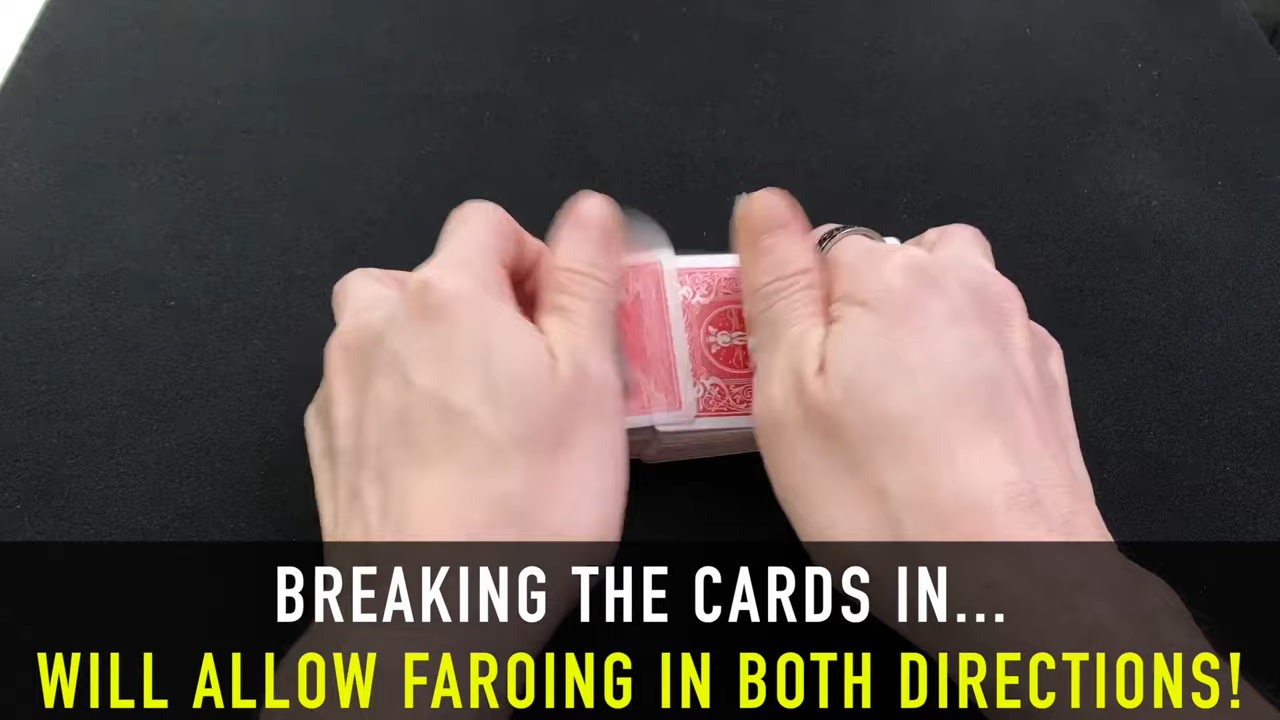 BREAKING THE CARDS IN...
WILL ALLOW FAROING IN BOTH DIRECTIONS!